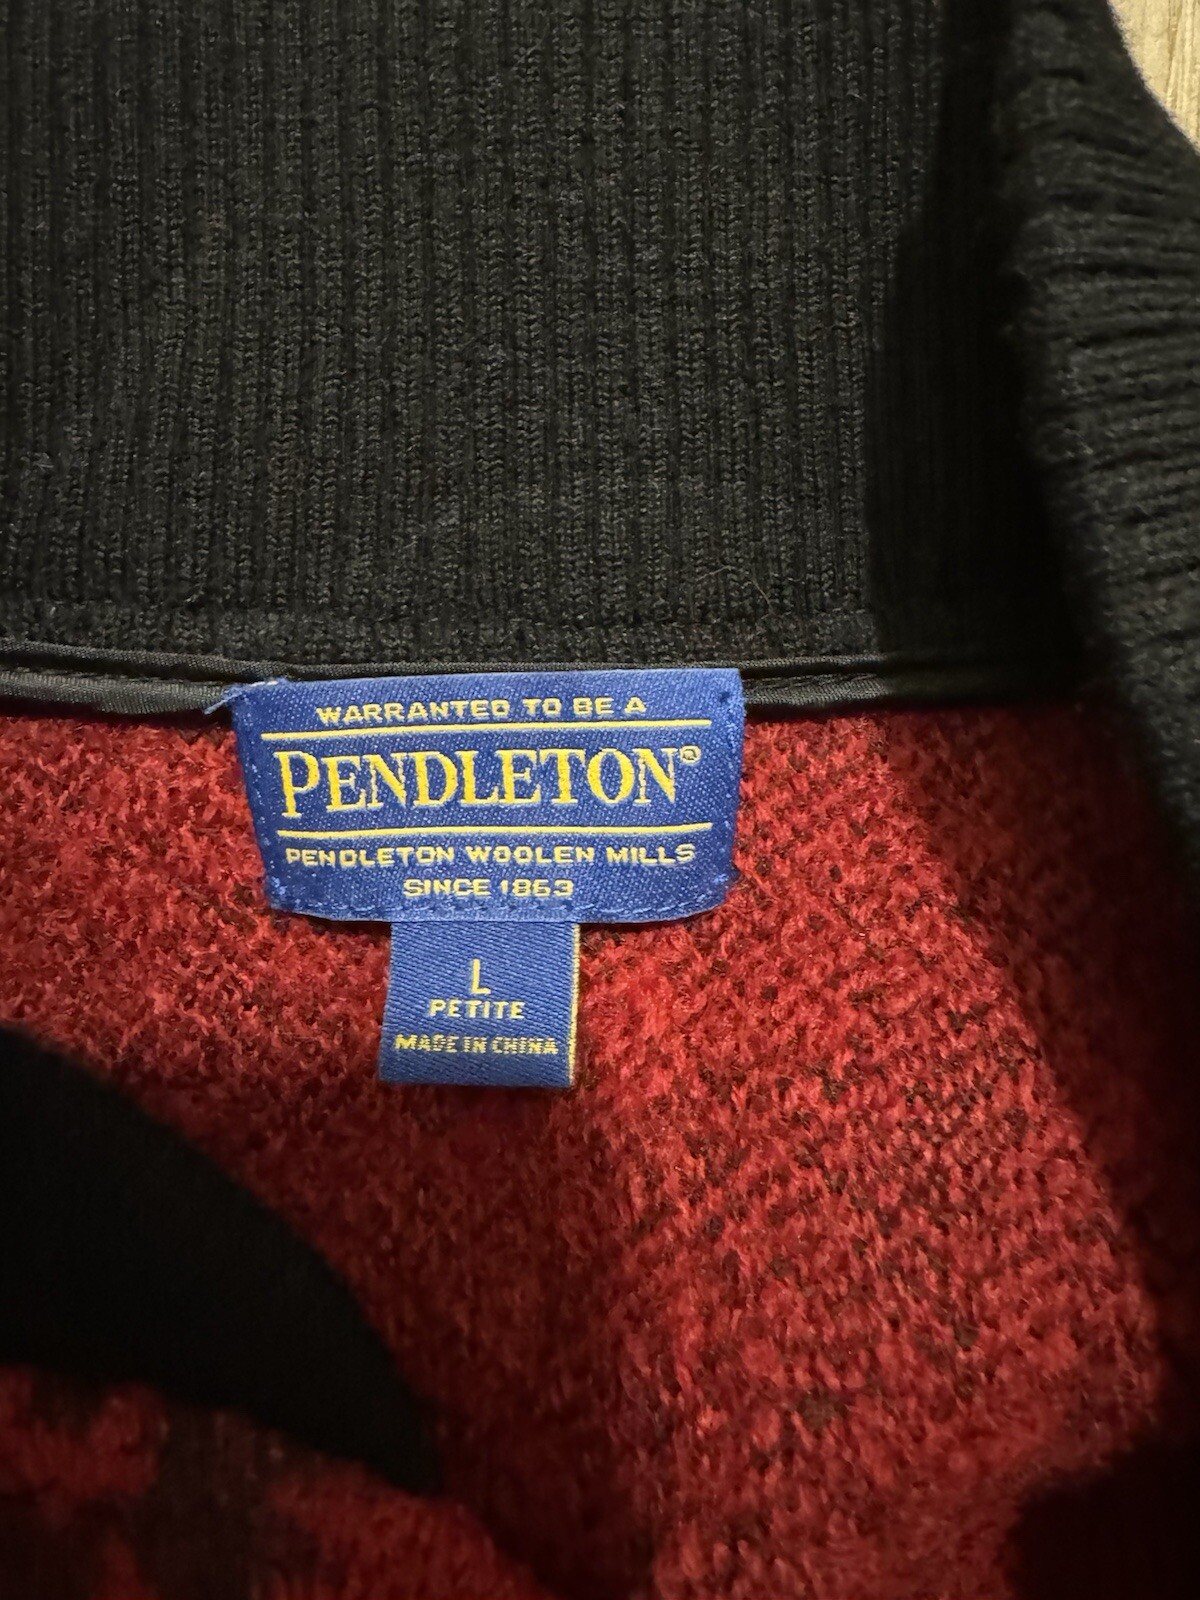 WARRANTED TO BE A
PENDLETON®
PENDLETON WOOLEN MILLS
SINCE 1863
L
PETITE
MADE IN CHINA